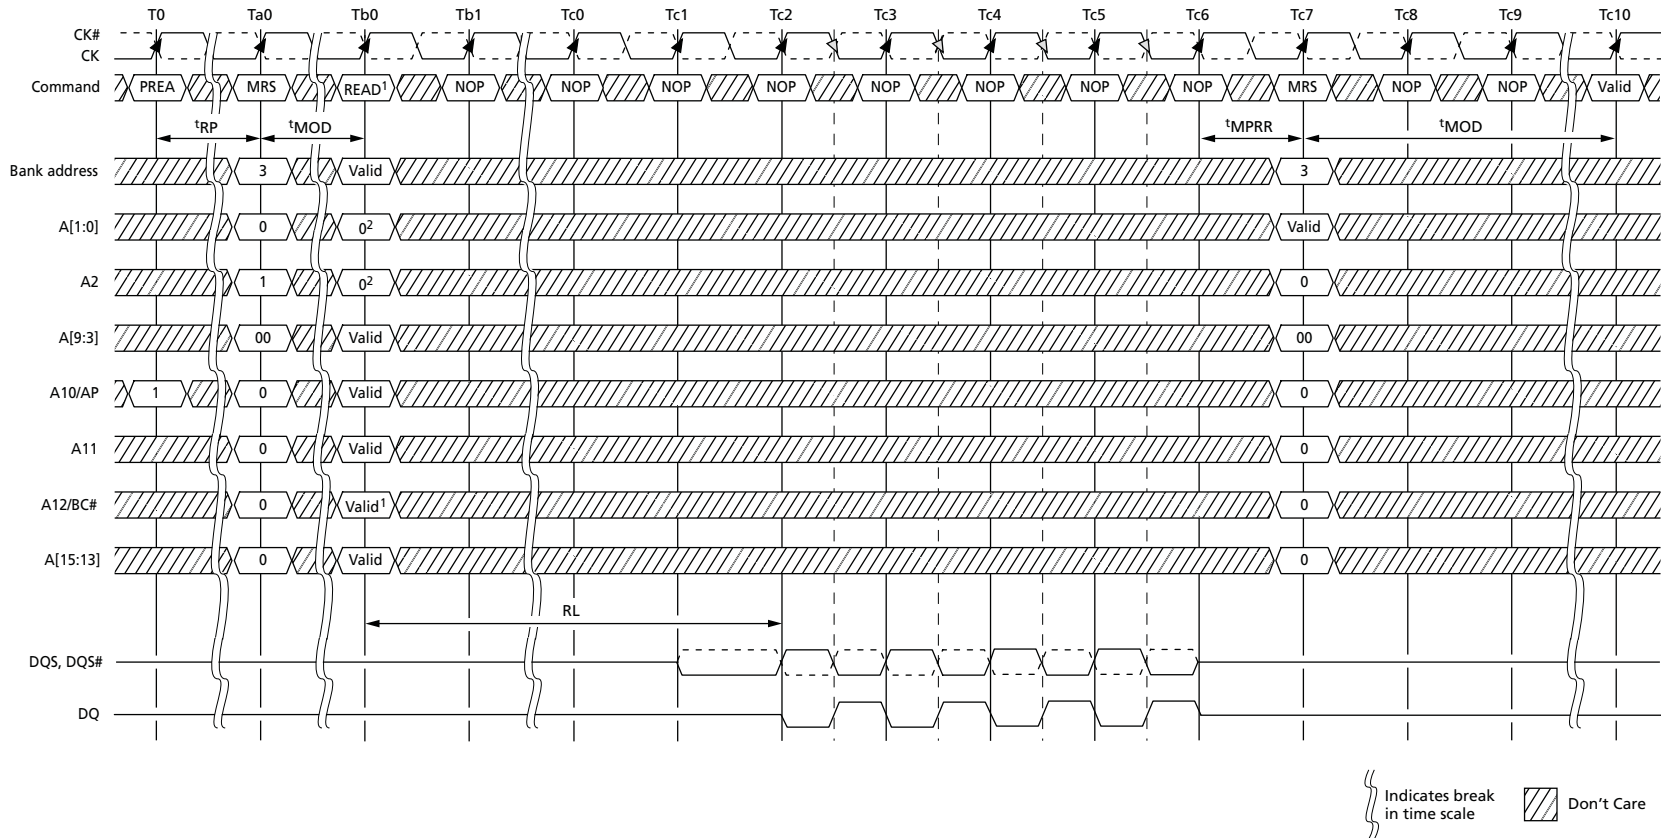 T0 Ta0 Tb0 Tb1 Tc0 Tc1 Tc2 Tc3 Tc4 Tc5 Tc6 Tc7 Tc8 Tc9 Tc10
CK#
CK
Command PREA MRS READ¹ NOP NOP NOP NOP NOP NOP NOP NOP MRS NOP NOP Valid
tRP tMOD tMPRR tMOD
Bank address 3 Valid 3
A[1:0] 0 0² Valid
A2 1 0² 0
A[9:3] 00 Valid 00
A10/AP 1 0 Valid 0
A11 0 Valid 0
A12/BC# 0 Valid¹ 0
A[15:13] 0 Valid 0
RL
DQS, DQS#
DQ
Indicates break
in time scale
Don't Care